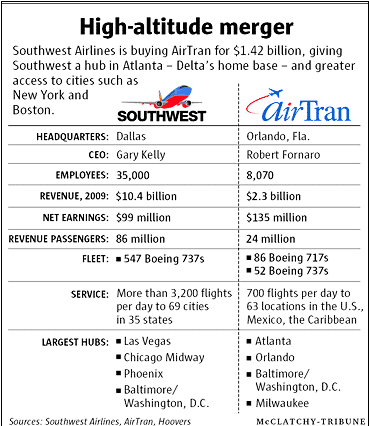 High-altitude merger
Southwest Airlines is buying AirTran for $1.42 billion, giving
Southwest a hub in Atlanta – Delta's home base – and greater
access to cities such as
New York and
Boston.
SOUTHWEST
airTran
HEADQUARTERS: Dallas Orlando, Fla.
CEO: Gary Kelly Robert Fornaro
EMPLOYEES: 35,000 8,070
REVENUE, 2009: $10.4 billion $2.3 billion
NET EARNINGS: $99 million $135 million
REVENUE PASSENGERS: 86 million 24 million
FLEET: ■ 547 Boeing 737s ■ 86 Boeing 717s
■ 52 Boeing 737s
SERVICE: More than 3,200 flights 700 flights per day to
per day to 69 cities 63 locations in the U.S.,
in 35 states Mexico, the Caribbean
LARGEST HUBS: ■ Las Vegas ■ Atlanta
■ Chicago Midway ■ Orlando
■ Phoenix ■ Baltimore/
■ Baltimore/ Washington, D.C.
Washington, D.C. ■ Milwaukee
Sources: Southwest Airlines, AirTran, Hoovers McCLATCHY-TRIBUNE